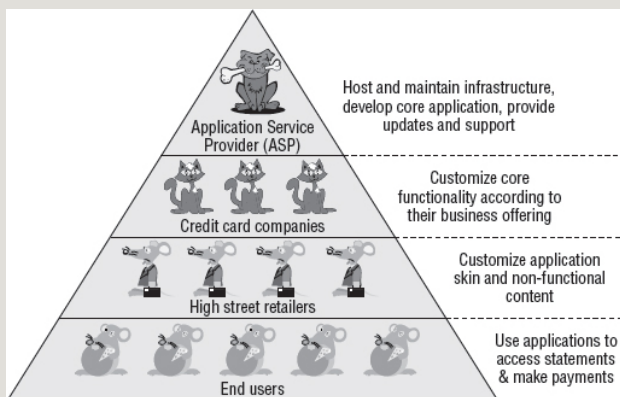 Host and maintain infrastructure,
develop core application, provide
updates and support
Application Service
Provider (ASP)
Customize core
functionality according to
their business offering
Credit card companies
Customize application
skin and non-functional
content
High street retailers
Use applications to
access statements
& make payments
End users